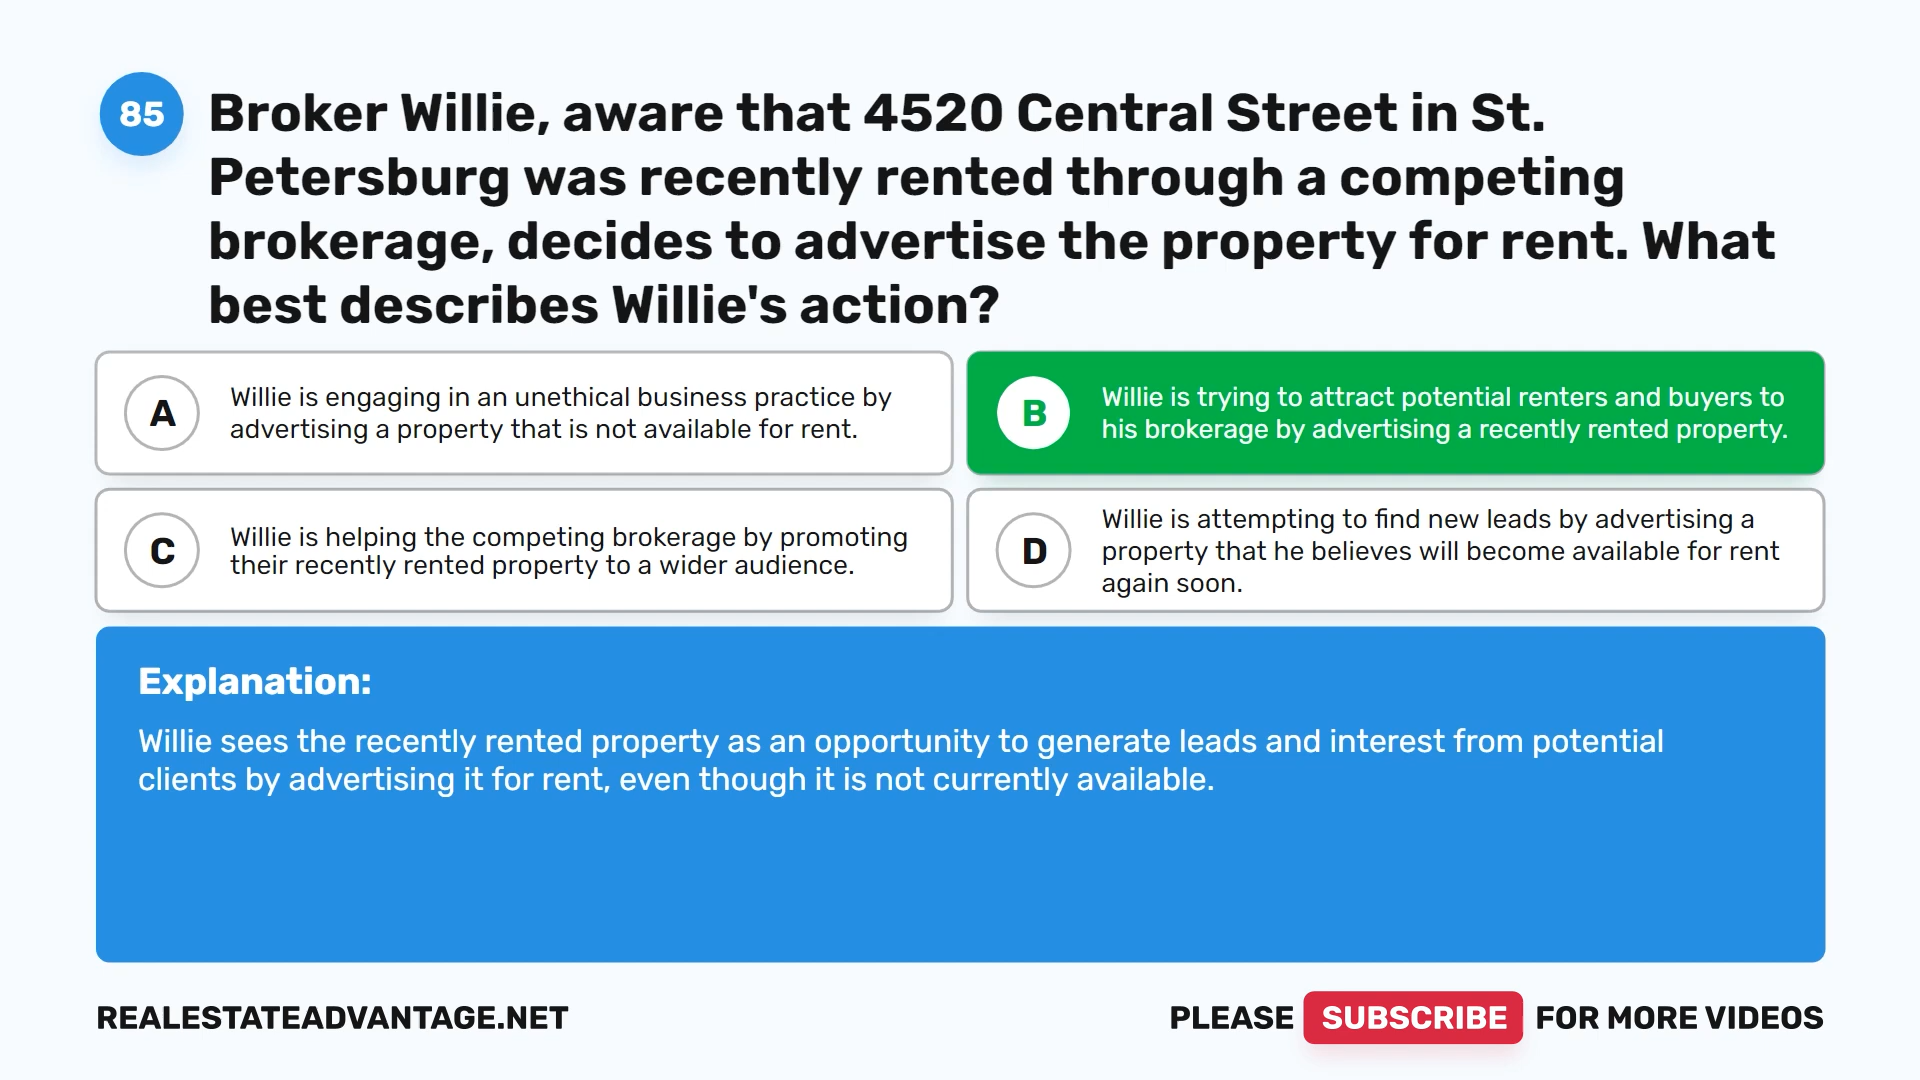 85
Broker Willie, aware that 4520 Central Street in St.
Petersburg was recently rented through a competing
brokerage, decides to advertise the property for rent. What
best describes Willie's action?
A
Willie is engaging in an unethical business practice by
advertising a property that is not available for rent.
B
Willie is trying to attract potential renters and buyers to
his brokerage by advertising a recently rented property.
C
Willie is helping the competing brokerage by promoting
their recently rented property to a wider audience.
D
Willie is attempting to find new leads by advertising a
property that he believes will become available for rent
again soon.
Explanation:
Willie sees the recently rented property as an opportunity to generate leads and interest from potential
clients by advertising it for rent, even though it is not currently available.
REALESTATEADVANTAGE.NET
PLEASE SUBSCRIBE FOR MORE VIDEOS